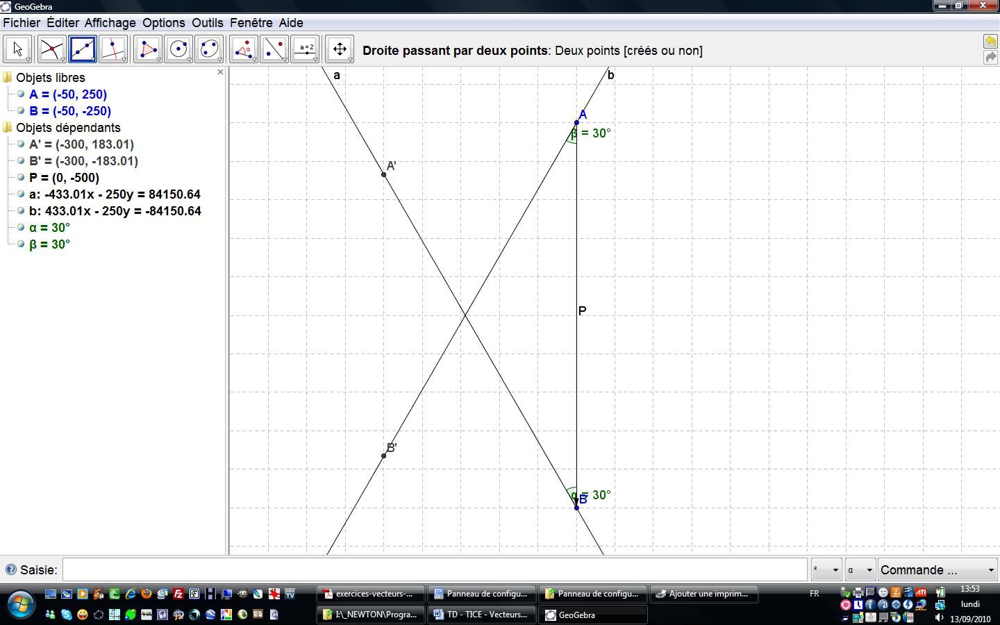 GeoGebra
Fichier Éditer Affichage Options Outils Fenêtre Aide
a = 2
Droite passant par deux points: Deux points [créés ou non]
Objets libres
A = (-50, 250)
B = (-50, -250)
Objets dépendants
A' = (-300, 183.01)
B' = (-300, -183.01)
P = (0, -500)
a: -433.01x - 250y = 84150.64
b: 433.01x - 250y = -84150.64
α = 30°
β = 30°
a
b
A
β = 30°
A'
P
B'
α = 30°
B
Saisie:
²
α
Commande ...
exercices-vecteurs-...
Panneau de configu...
Panneau de configu...
Ajouter une imprim...
FR
13:53
I:\_NEWTON\Progra...
TD - TICE - Vecteurs...
GeoGebra
lundi
13/09/2010